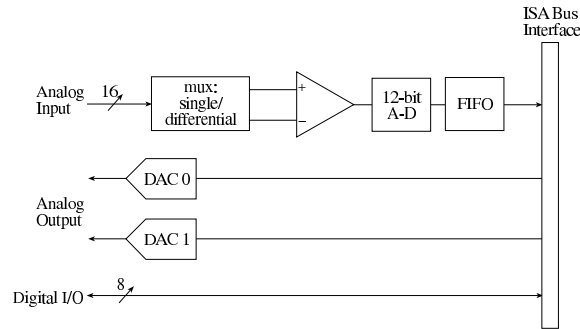 ISA Bus
Interface
Analog
Input
16
mux:
single/
differential
+
−
12-bit
A-D
FIFO
DAC 0
Analog
Output
DAC 1
Digital I/O
8